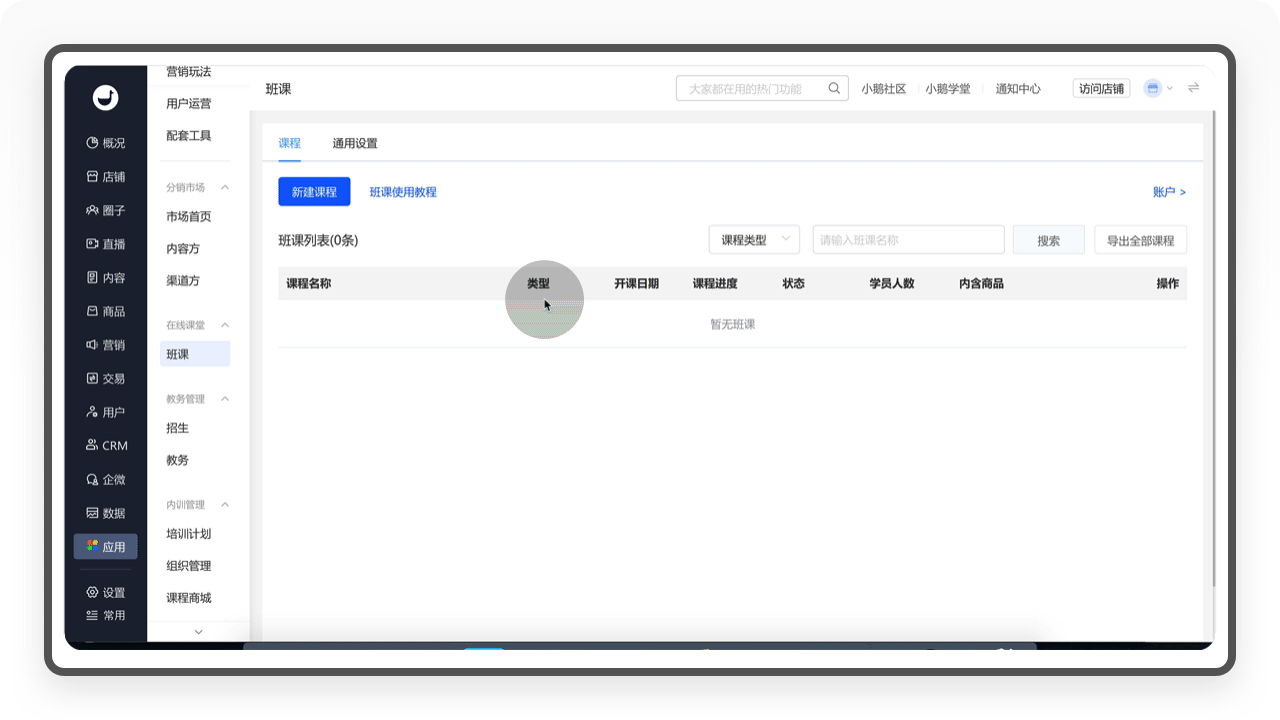 概况
店铺
圈子
直播
内容
商品
营销
交易
用户
CRM
企微
数据
应用
设置
常用
营销玩法
用户运营
配套工具
分销市场
市场首页
内容方
渠道方
在线课堂
班课
教务管理
招生
教务
内训管理
培训计划
组织管理
课程商城
班课
大家都在用的热门功能
小鹅社区
小鹅学堂
通知中心
访问店铺
课程 通用设置
新建课程 班课使用教程 账户 >
班课列表(0条) 课程类型 请输入班课名称 搜索 导出全部课程
课程名称 类型 开课日期 课程进度 状态 学员人数 内含商品 操作
暂无班课